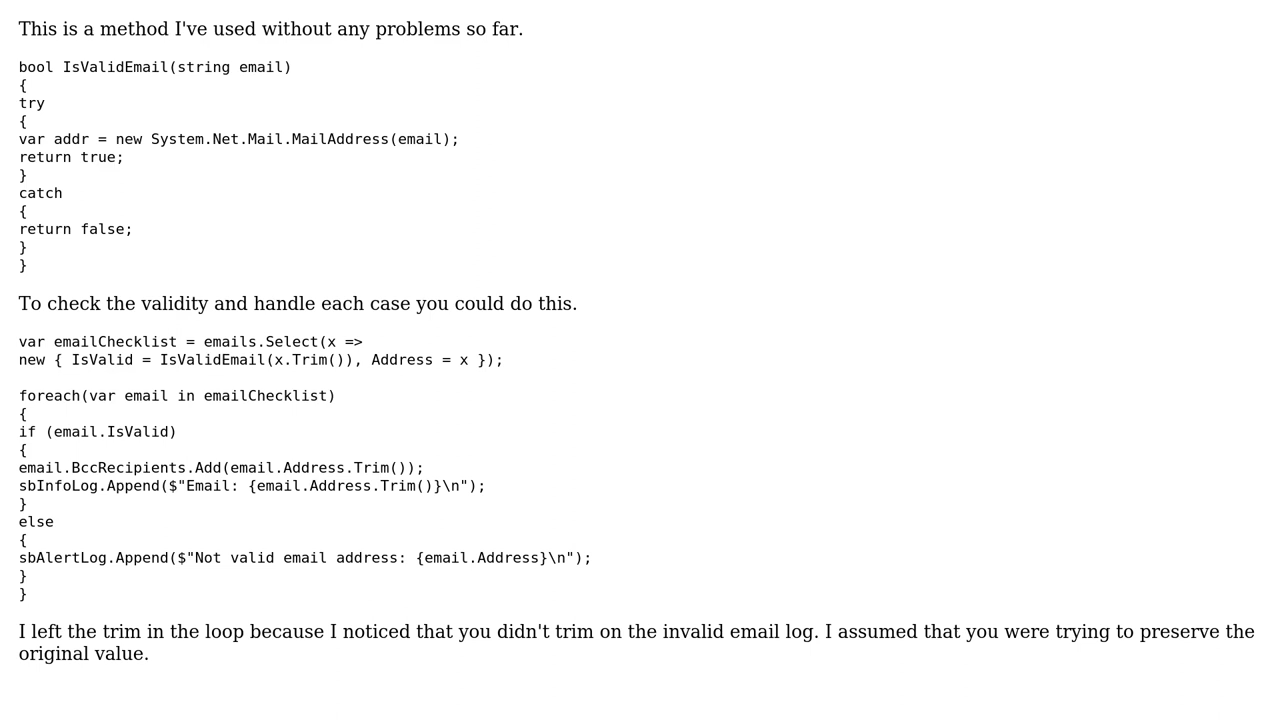 This is a method I've used without any problems so far.
bool IsValidEmail(string email)
{
try
{
var addr = new System.Net.Mail.MailAddress(email);
return true;
}
catch
{
return false;
}
}
To check the validity and handle each case you could do this.
var emailChecklist = emails.Select(x =>
new { IsValid = IsValidEmail(x.Trim()), Address = x });
foreach(var email in emailChecklist)
{
if (email.IsValid)
{
email.BccRecipients.Add(email.Address.Trim());
sbInfoLog.Append($"Email: {email.Address.Trim()}\n");
}
else
{
sbAlertLog.Append($"Not valid email address: {email.Address}\n");
}
}
I left the trim in the loop because I noticed that you didn't trim on the invalid email log. I assumed that you were trying to preserve the
original value.